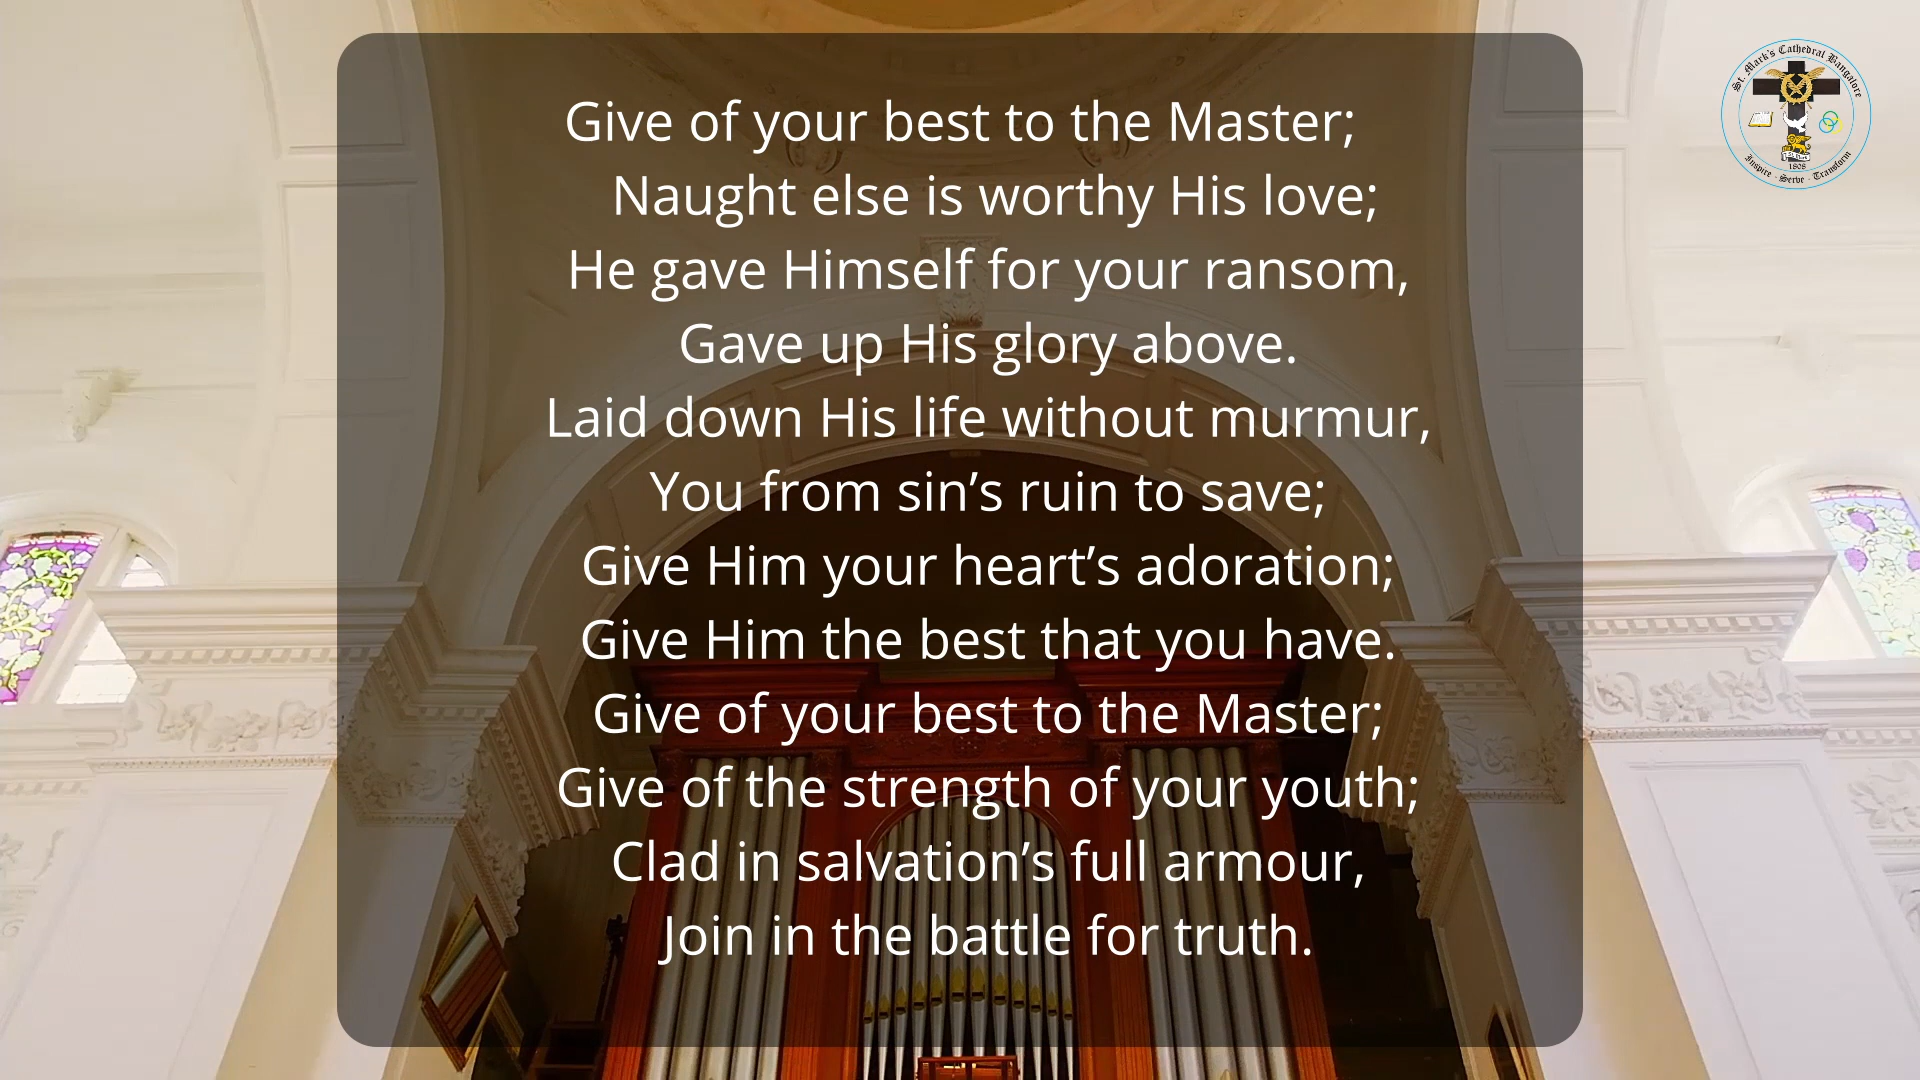 Give of your best to the Master;
Naught else is worthy His love;
He gave Himself for your ransom,
Gave up His glory above.
Laid down His life without murmur,
You from sin’s ruin to save;
Give Him your heart’s adoration;
Give Him the best that you have.
Give of your best to the Master;
Give of the strength of your youth;
Clad in salvation’s full armour,
Join in the battle for truth.
St. Mark's Cathedral Bangalore
1808
Inspire - Serve - Transform